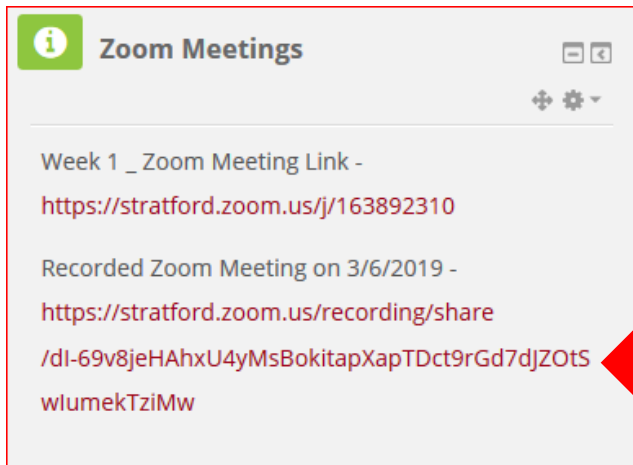 Zoom Meetings
Week 1 _ Zoom Meeting Link -
https://stratford.zoom.us/j/163892310
Recorded Zoom Meeting on 3/6/2019 -
https://stratford.zoom.us/recording/share
/dI-69v8jeHAhxU4yMsBokitapXapTDct9rGd7dJZOtS
wIumekTziMw